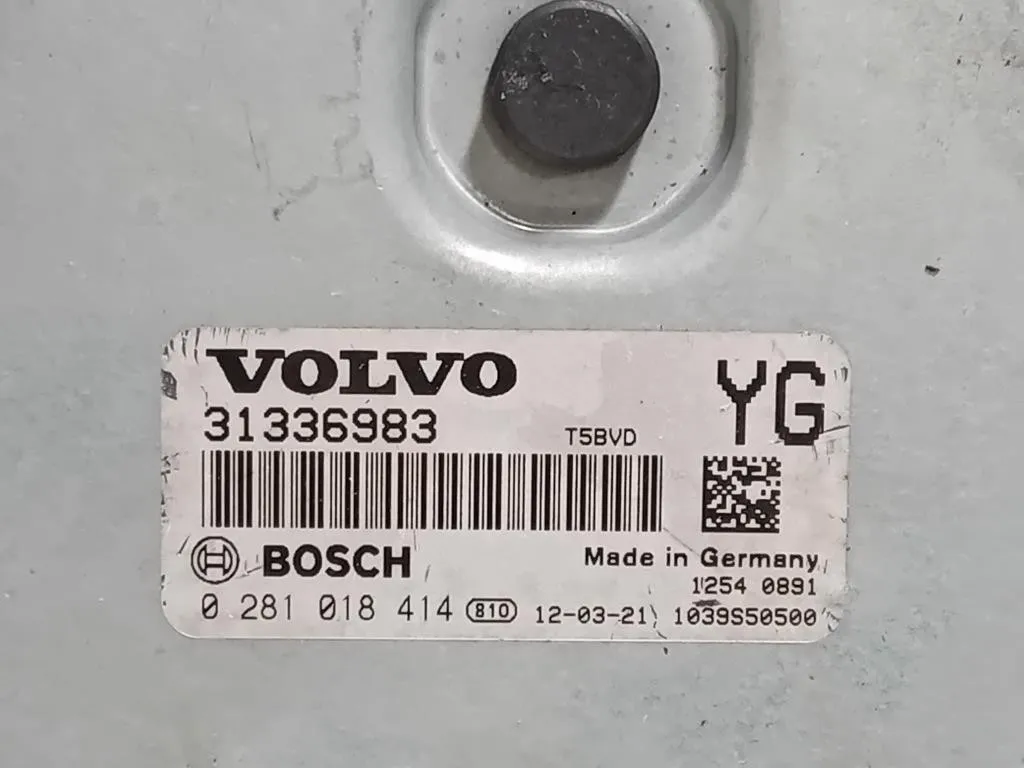 VOLVO YG
31336983 T5BVD
BOSCH Made in Germany
1254 0891
0 281 018 414 810 12-03-21 1039S50500